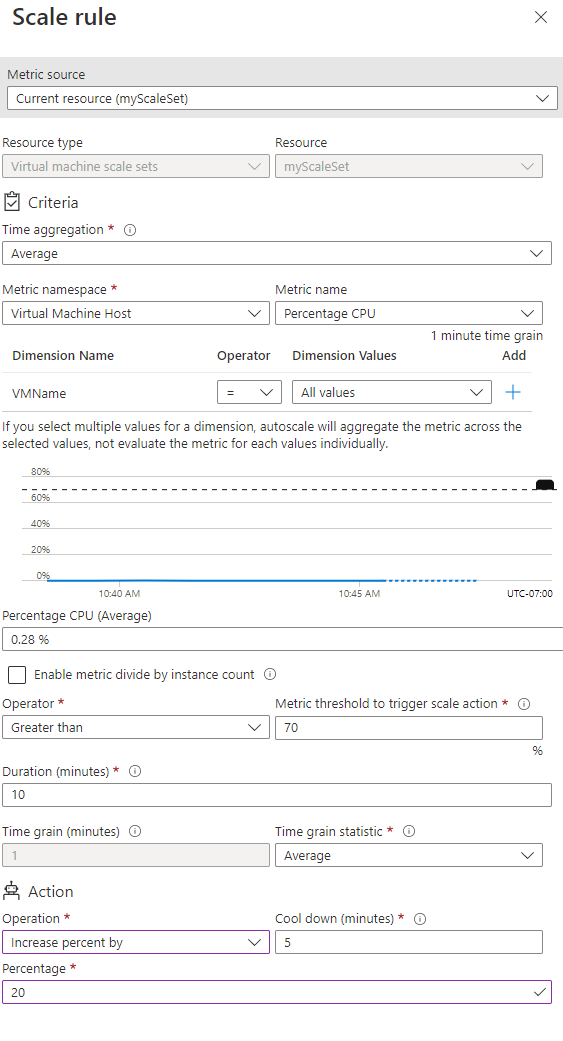 Scale rule
Metric source
Current resource (myScaleSet)
Resource type Resource
Virtual machine scale sets myScaleSet
Criteria
Time aggregation *
Average
Metric namespace * Metric name
Virtual Machine Host Percentage CPU
1 minute time grain
Dimension Name Operator Dimension Values Add
VMName = All values +
If you select multiple values for a dimension, autoscale will aggregate the metric across the
selected values, not evaluate the metric for each values individually.
80%
60%
40%
20%
0%
10:40 AM 10:45 AM UTC-07:00
Percentage CPU (Average)
0.28 %
Enable metric divide by instance count
Operator * Metric threshold to trigger scale action *
Greater than 70
%
Duration (minutes) *
10
Time grain (minutes) Time grain statistic *
1 Average
Action
Operation * Cool down (minutes) *
Increase percent by 5
Percentage *
20